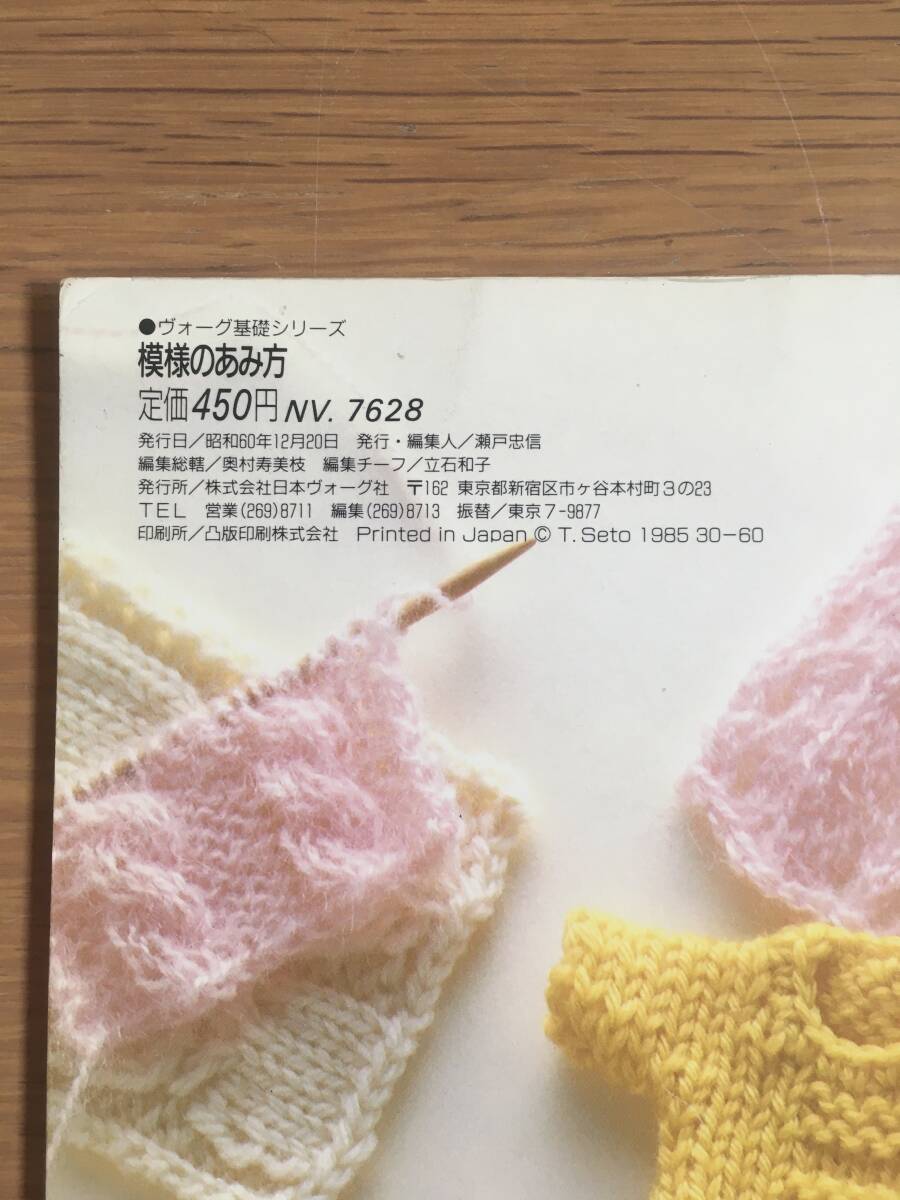 ●ヴォーグ基礎シリーズ
模様のあみ方
定価450円 NV. 7628
発行日／昭和60年12月20日　発行・編集人／瀬戸忠信
編集総轄／奥村寿美枝　編集チーフ／立石和子
発行所／株式会社日本ヴォーグ社　〒162 東京都新宿区市ヶ谷本村町3の23
TEL　営業(269)8711　編集(269)8713　振替／東京7-9877
印刷所／凸版印刷株式会社　Printed in Japan © T. Seto 1985 30-60